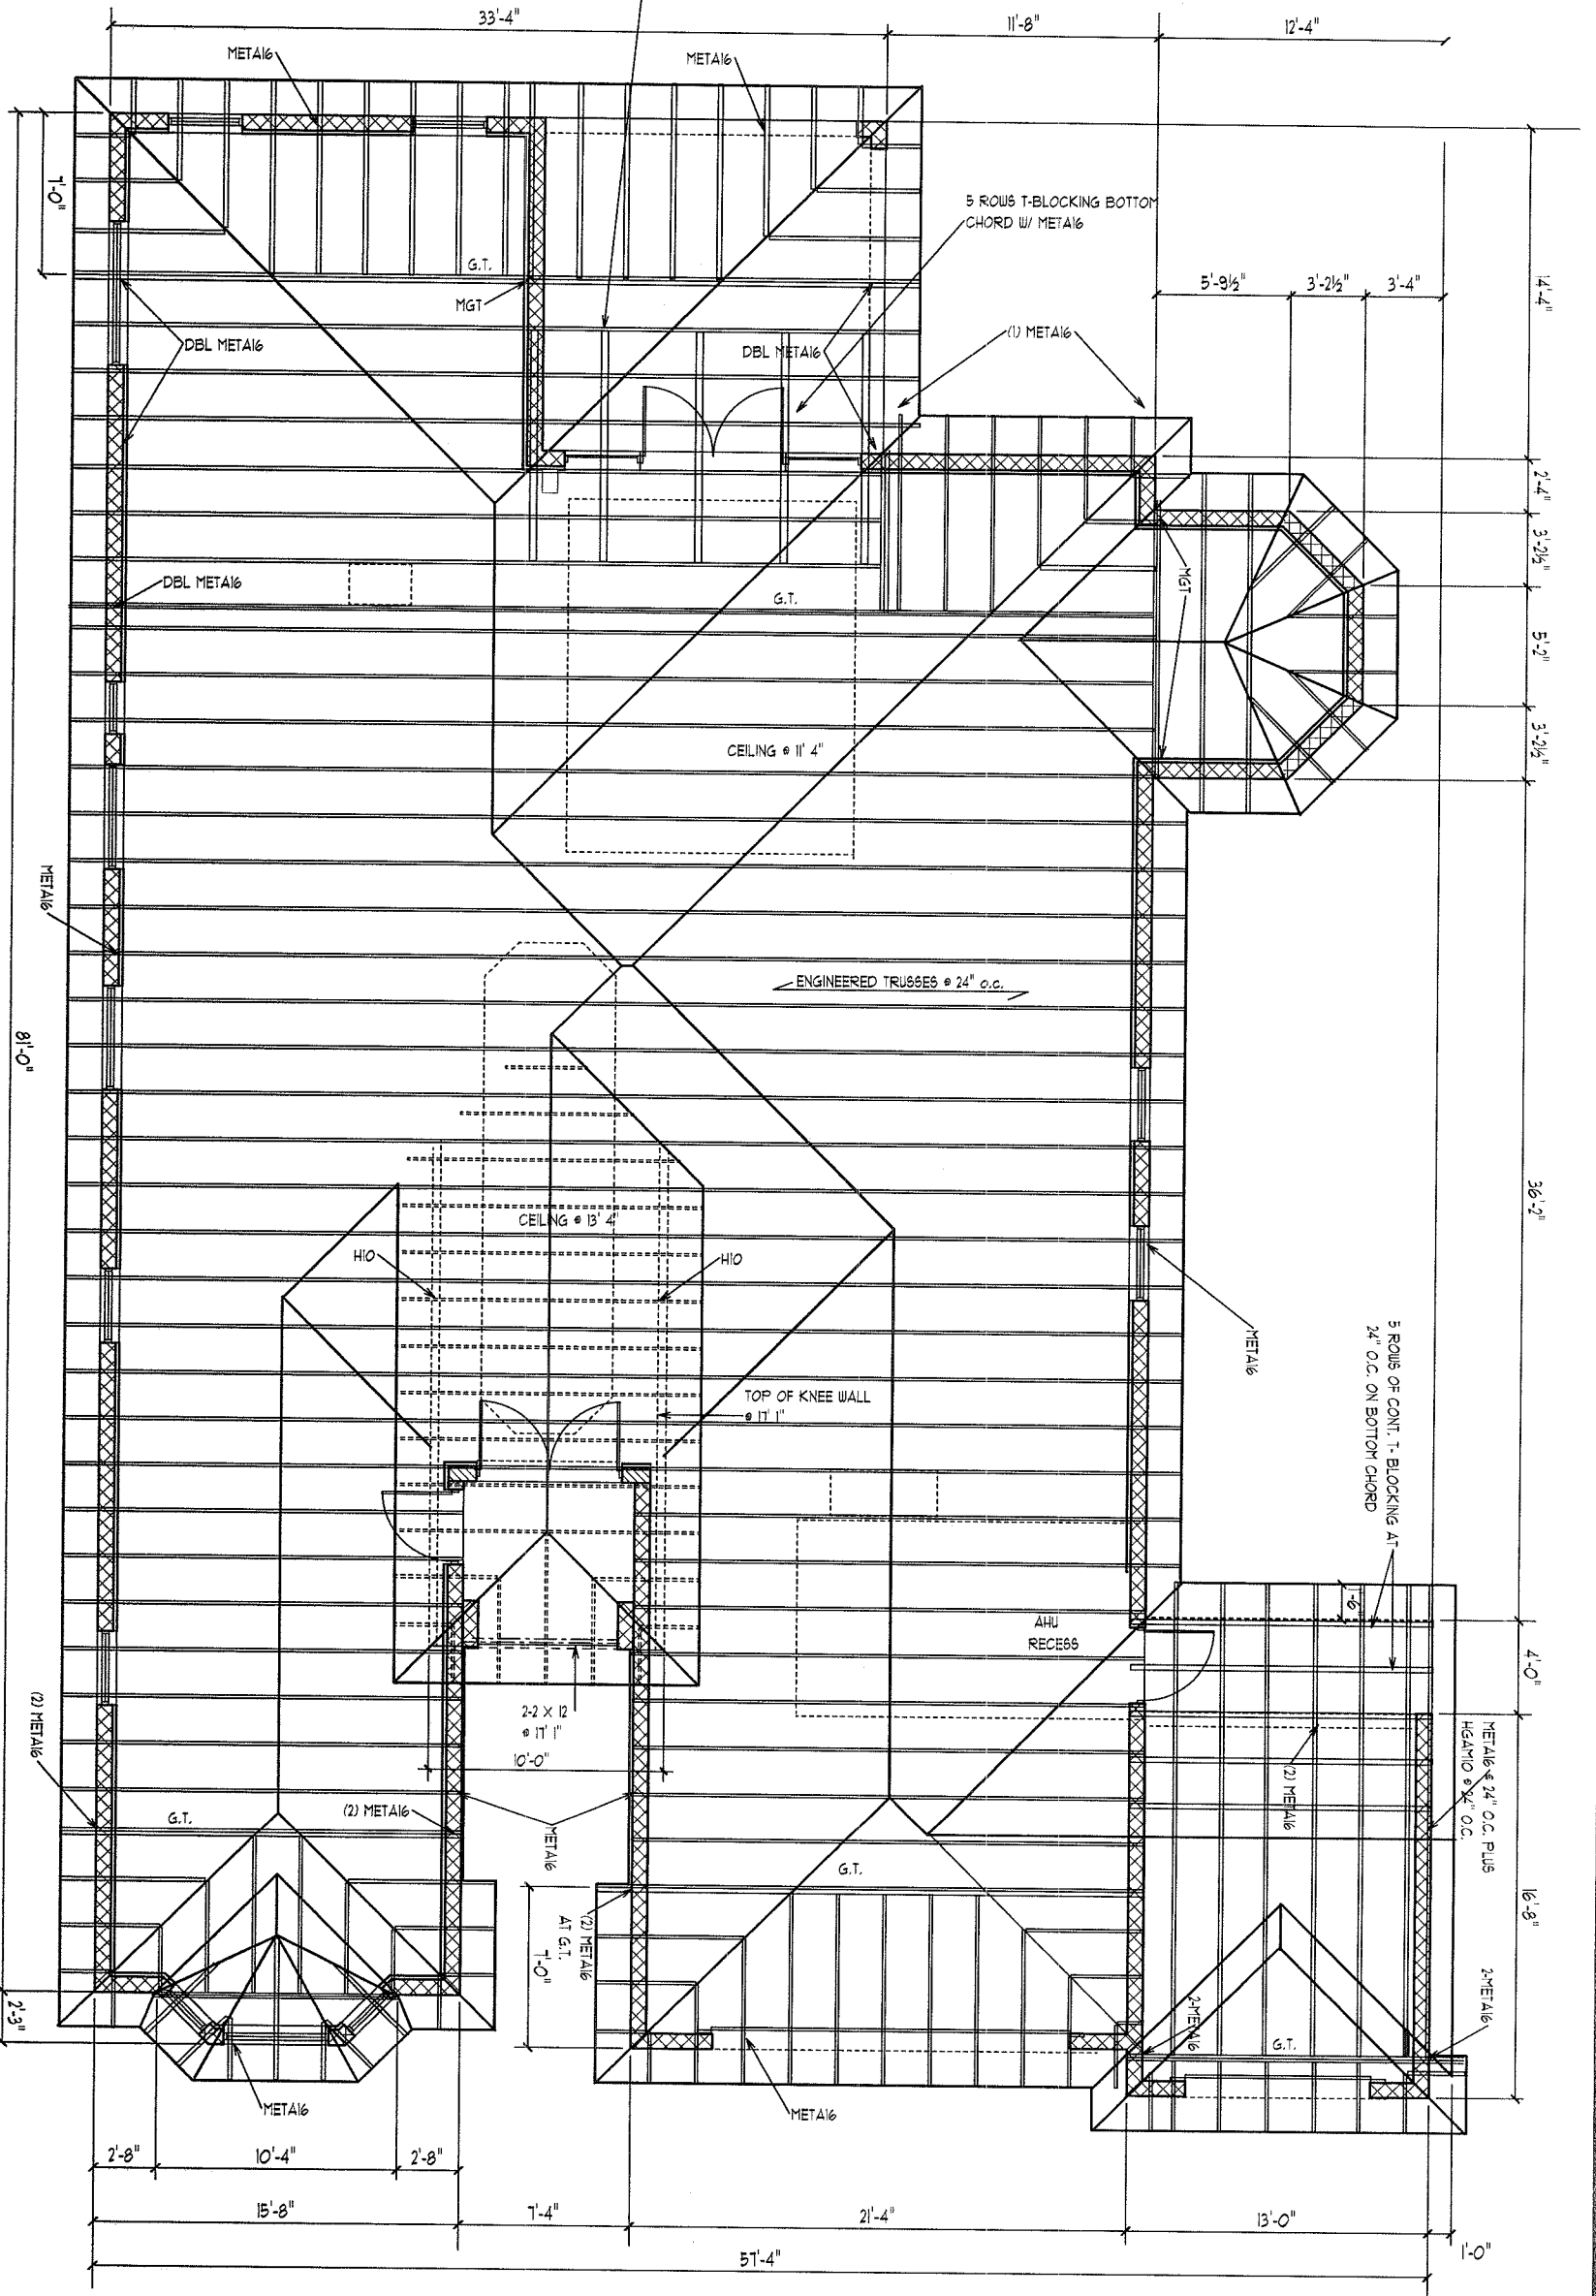 33'-4"
11'-8"
12'-4"
META16
META16
5 ROWS T-BLOCKING BOTTOM
CHORD W/ META16
7'-0"
G.T.
MGT
5'-9½"
3'-2½"
3'-4"
14'-4"
(1) META16
DBL META16
DBL META16
2'-4"
3'-2½"
MGT
DBL META16
G.T.
5'-2"
3'-2½"
CEILING @ 11' 4"
META16
ENGINEERED TRUSSES @ 24" o.c.
81'-0"
36'-2"
CEILING @ 13' 4"
H10
H10
META16
5 ROWS OF CONT. T-BLOCKING AT
24" O.C. ON BOTTOM CHORD
TOP OF KNEE WALL
@ 17' 1"
1'-6"
AHU
RECESS
4'-0"
2-2 X 12
@ 17' 1"
10'-0"
(2) META16
(2) META16
META16 @ 24" O.C. PLUS
HGAM10 @ 24" O.C.
G.T.
(2) META16
META16
G.T.
16'-8"
(2) META16
AT G.T.
7'-0"
2-META16
2-META16
G.T.
2'-3"
META16
META16
2'-8"
10'-4"
2'-8"
15'-8"
7'-4"
21'-4"
13'-0"
1'-0"
57'-4"